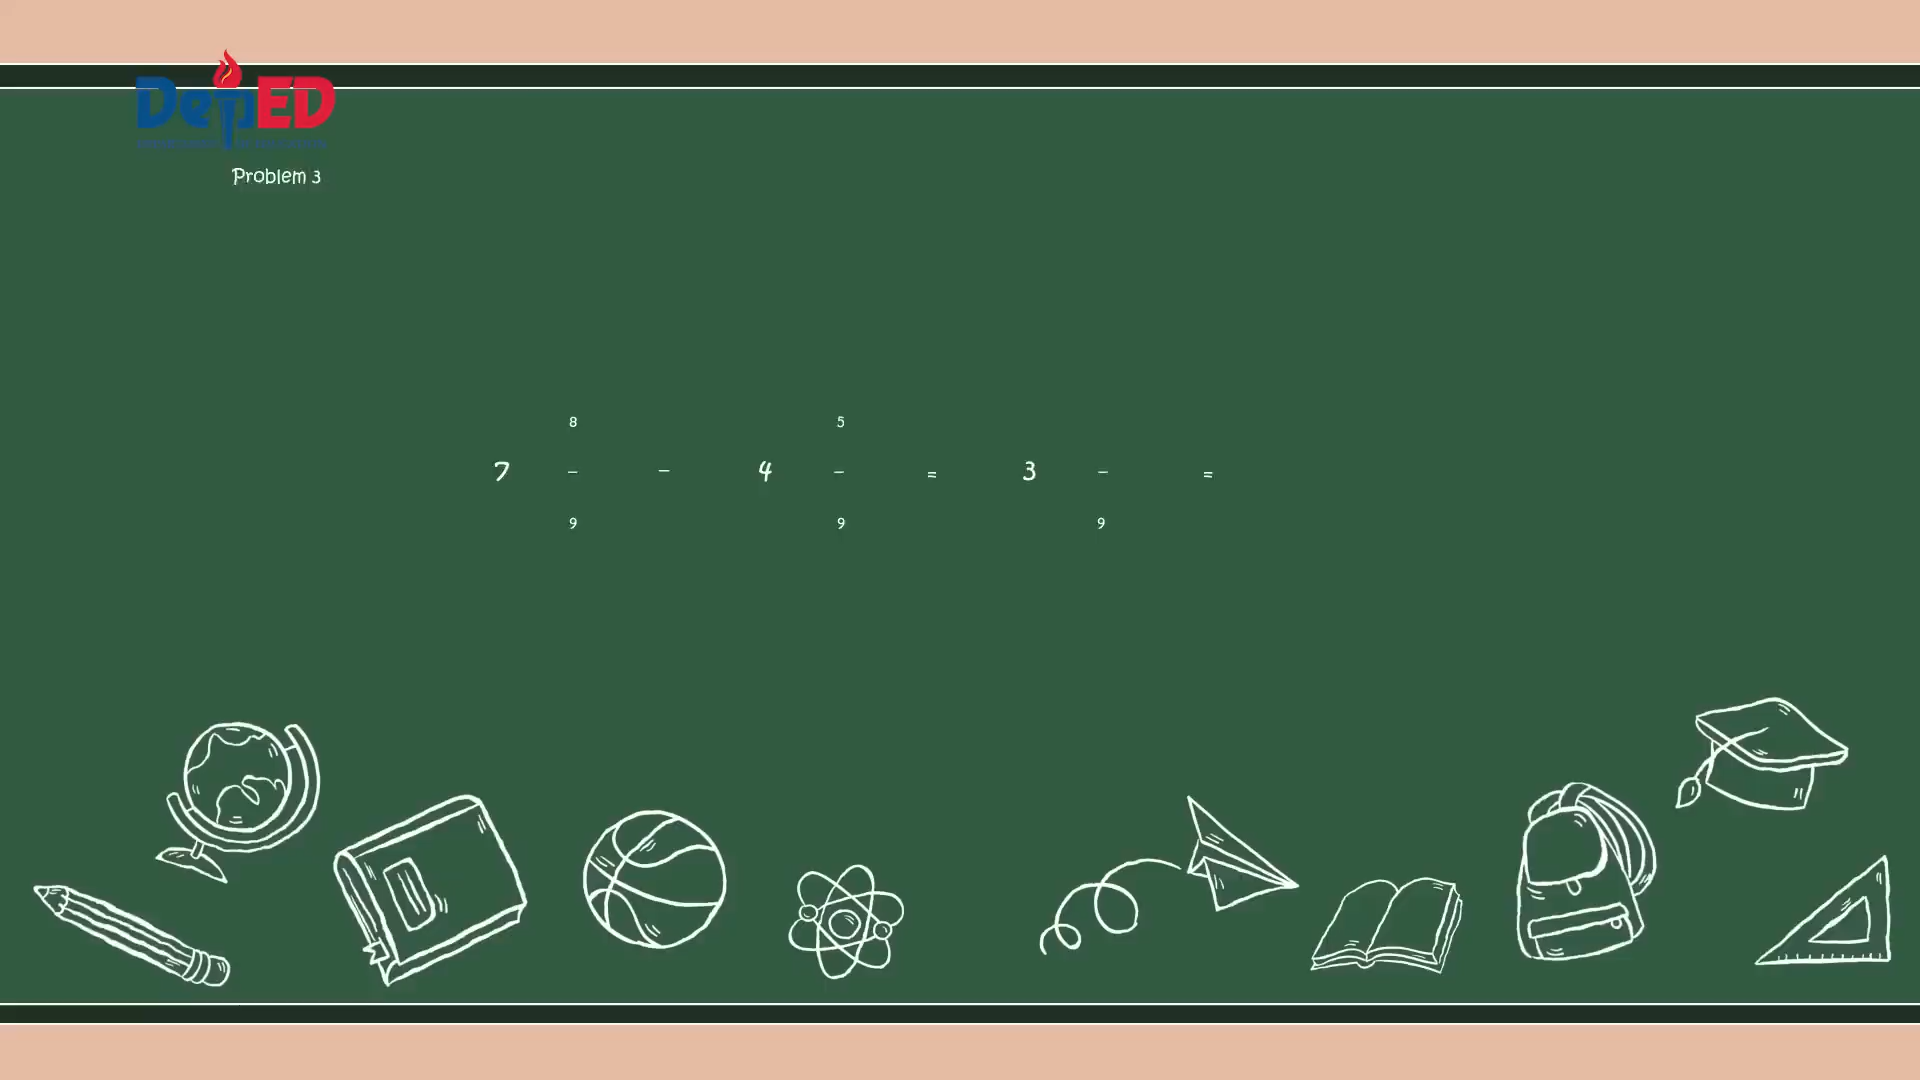 DepED
Problem 3
8 5
7 – – 4 – = 3 – =
9 9 9